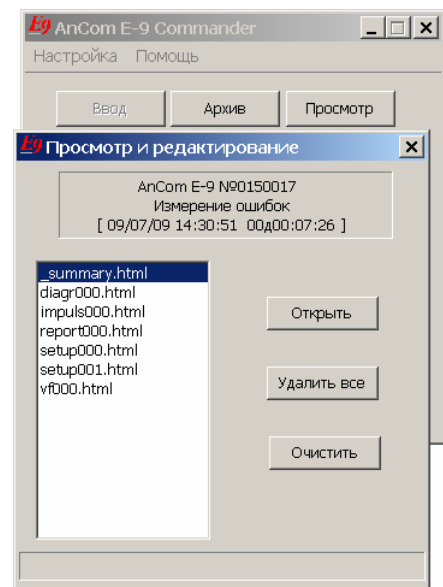 E9 AnCom E-9 Commander
Настройка Помощь
Ввод Архив Просмотр
E9 Просмотр и редактирование
AnCom E-9 №0150017
Измерение ошибок
[ 09/07/09 14:30:51 00д00:07:26 ]
_summary.html
diagr000.html
impuls000.html
report000.html
setup000.html
setup001.html
vf000.html
Открыть
Удалить все
Очистить